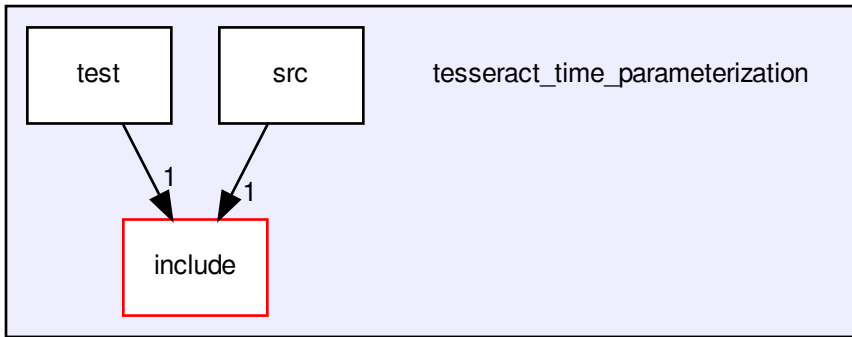 test
src
tesseract_time_parameterization
1
1
include